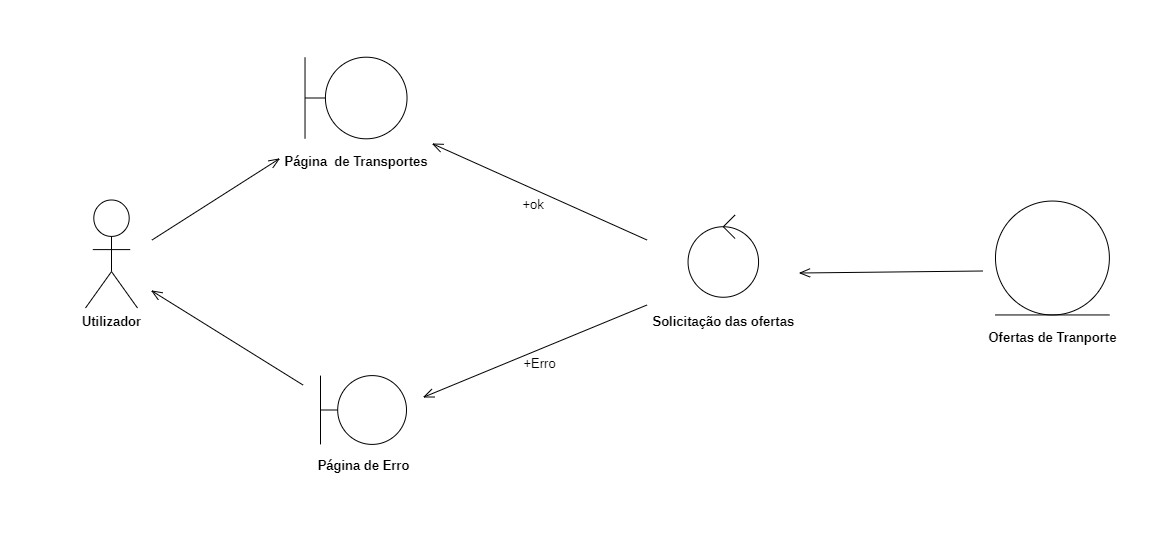 Página  de Transportes
+ok
Utilizador
Solicitação das ofertas
Ofertas de Tranporte
+Erro
Página de Erro